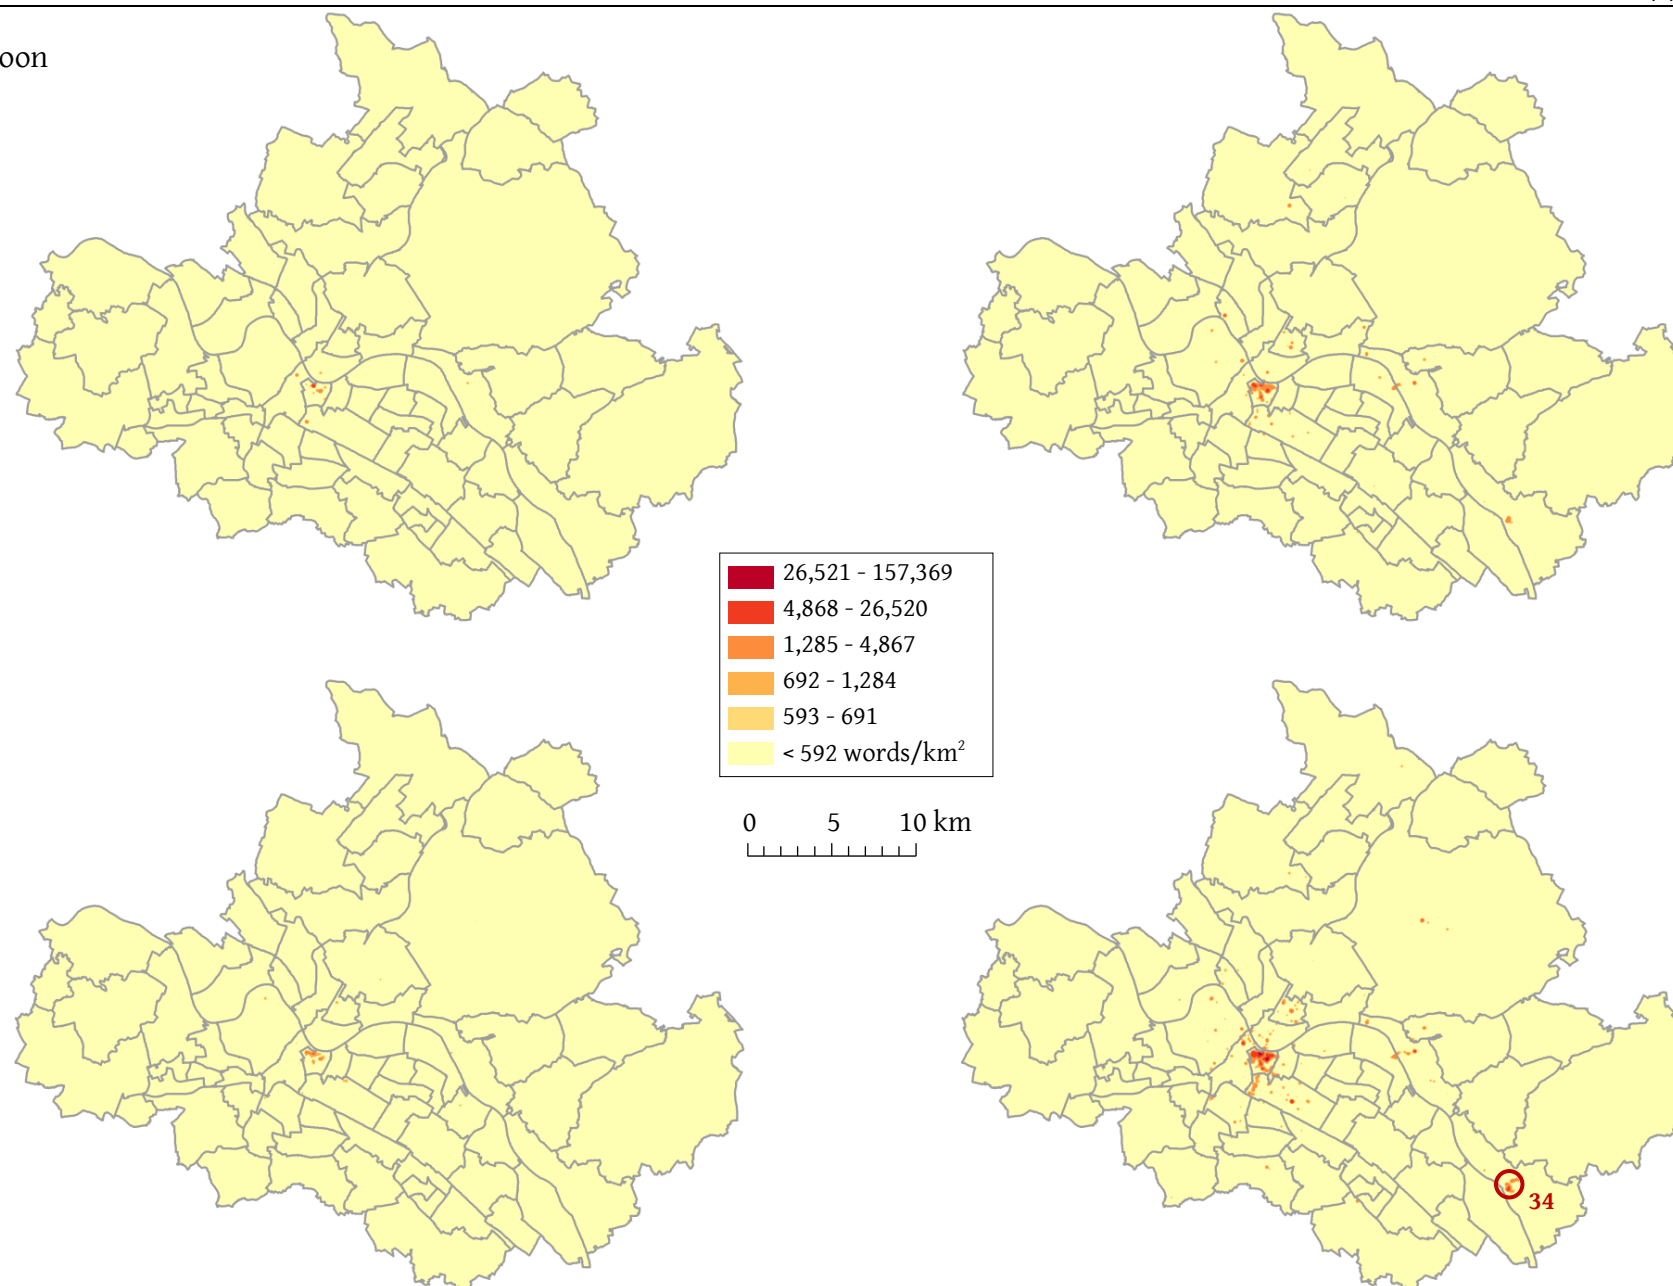 oon
26,521 - 157,369
4,868 - 26,520
1,285 - 4,867
692 - 1,284
593 - 691
< 592 words/km²
0 5 10 km
34